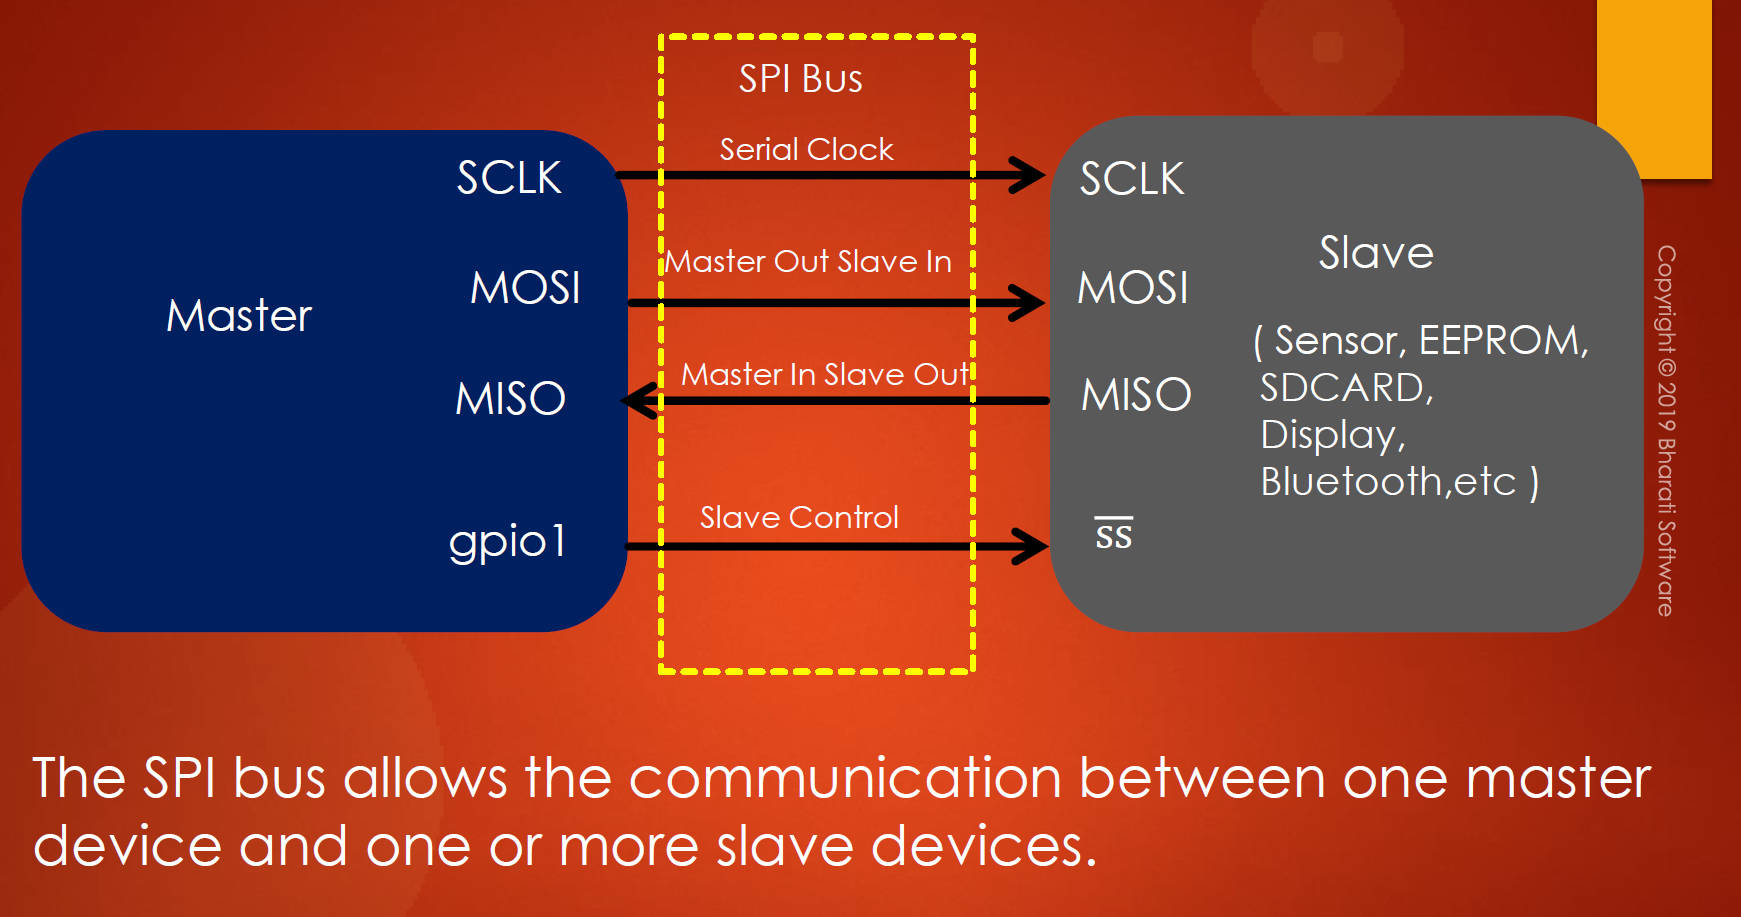 SPI Bus
Serial Clock
SCLK
SCLK
Master Out Slave In
MOSI
MOSI
Master
Slave
Master In Slave Out
MISO
MISO
( Sensor, EEPROM,
SDCARD,
Display,
Bluetooth,etc )
Slave Control
gpio1
s̅s̅
Copyright © 2019 Bharati Software
The SPI bus allows the communication between one master
device and one or more slave devices.